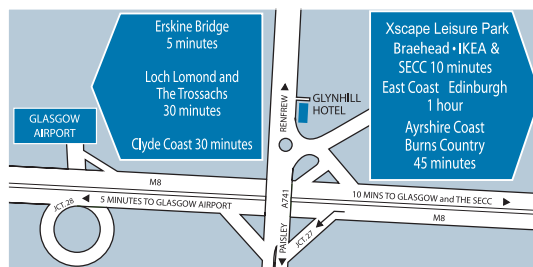 Erskine Bridge
5 minutes
Loch Lomond and
The Trossachs
30 minutes
Clyde Coast 30 minutes
Xscape Leisure Park
Braehead • IKEA &
SECC 10 minutes
East Coast Edinburgh
1 hour
Ayrshire Coast
Burns Country
45 minutes
GLASGOW
AIRPORT
RENFREW
GLYNHILL
HOTEL
M8
JCT.28
5 MINUTES TO GLASGOW AIRPORT
A741
PAISLEY
10 MINS TO GLASGOW and THE SECC
JCT.27
M8